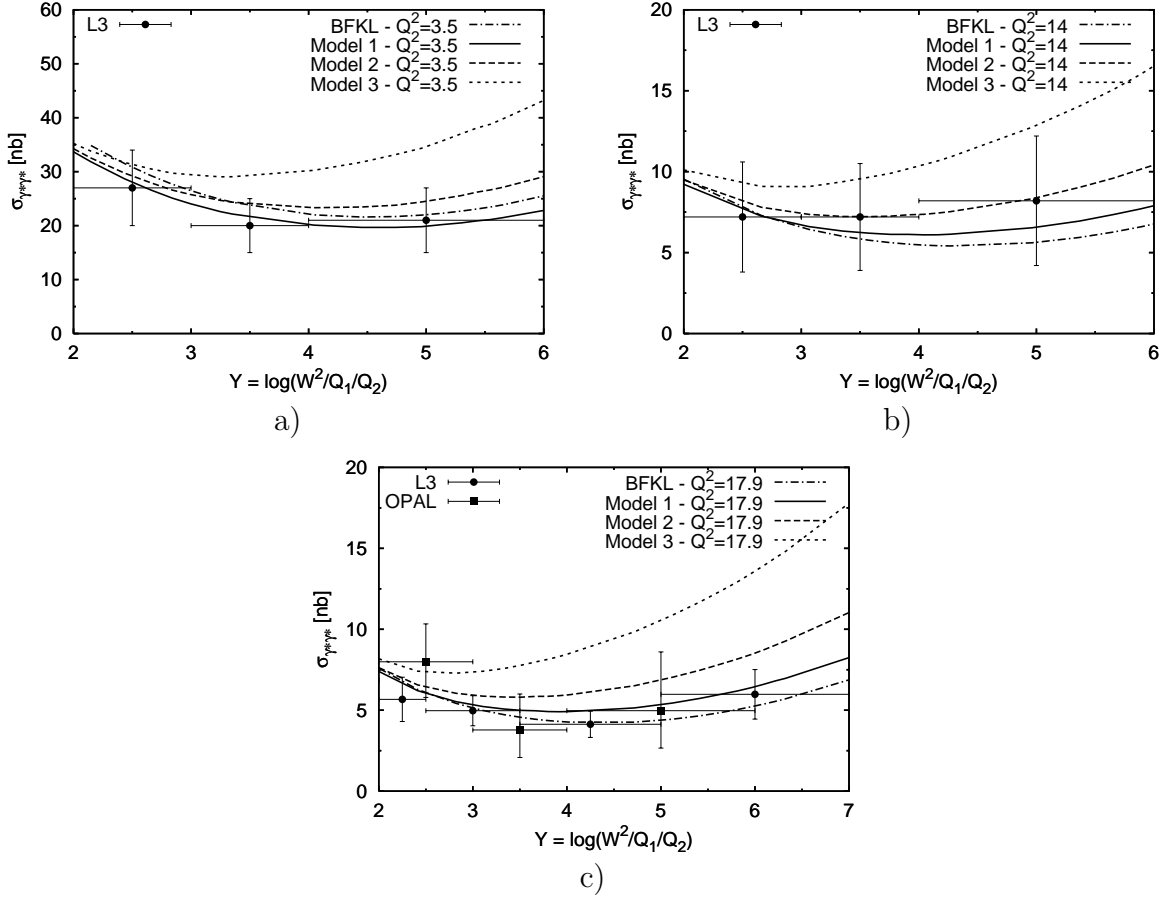 60
50
40
30
20
10
0
2 3 4 5 6
σγ*γ* [nb]
Y = log(W²/Q₁/Q₂)
L3
BFKL - Q²=3.5
Model 1 - Q²=3.5
Model 2 - Q²=3.5
Model 3 - Q²=3.5
a)
20
15
10
5
0
2 3 4 5 6
σγ*γ* [nb]
Y = log(W²/Q₁/Q₂)
L3
BFKL - Q²=14
Model 1 - Q²=14
Model 2 - Q²=14
Model 3 - Q²=14
b)
20
15
10
5
0
2 3 4 5 6 7
σγ*γ* [nb]
Y = log(W²/Q₁/Q₂)
L3
OPAL
BFKL - Q²=17.9
Model 1 - Q²=17.9
Model 2 - Q²=17.9
Model 3 - Q²=17.9
c)